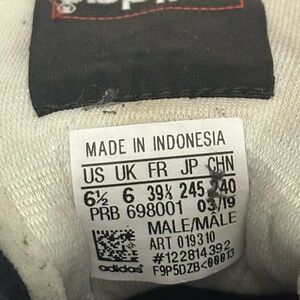 MADE IN INDONESIA
US UK FR JP CHN
6½ 6 39⅓ 245 240
PRB 698001 03/19
MALE/MÂLE
ART 019310
#122814392
adidas F9P5DZB<00013